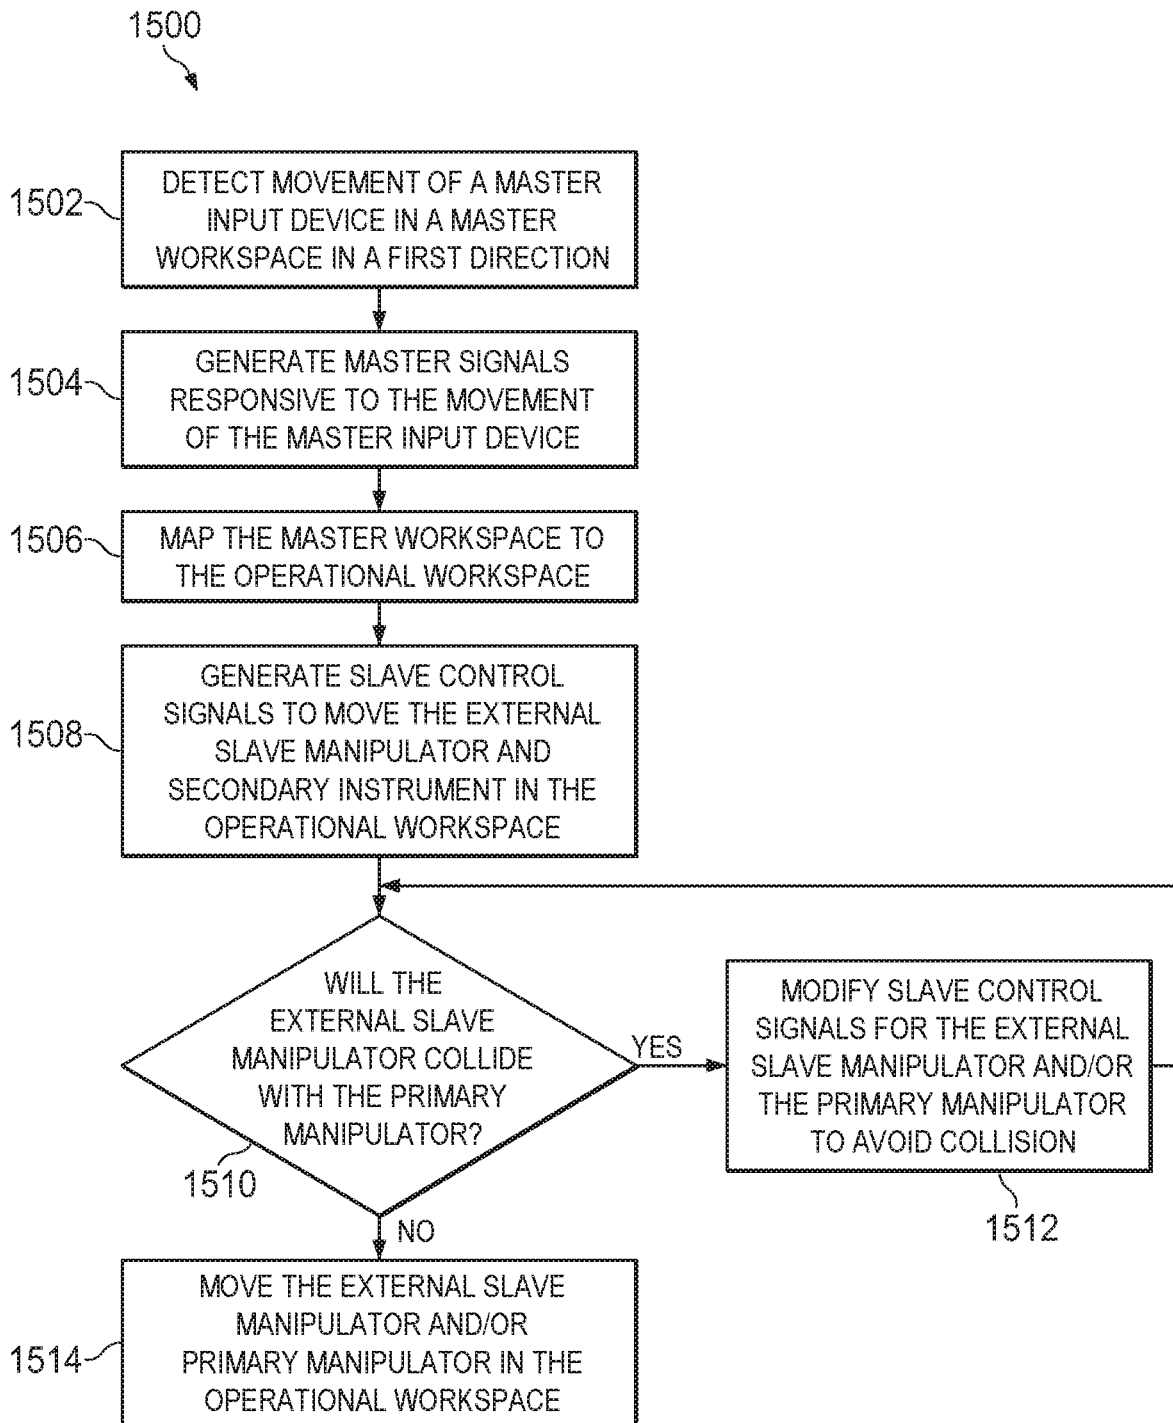 1500
1502
DETECT MOVEMENT OF A MASTER
INPUT DEVICE IN A MASTER
WORKSPACE IN A FIRST DIRECTION
1504
GENERATE MASTER SIGNALS
RESPONSIVE TO THE MOVEMENT
OF THE MASTER INPUT DEVICE
1506
MAP THE MASTER WORKSPACE TO
THE OPERATIONAL WORKSPACE
1508
GENERATE SLAVE CONTROL
SIGNALS TO MOVE THE EXTERNAL
SLAVE MANIPULATOR AND
SECONDARY INSTRUMENT IN THE
OPERATIONAL WORKSPACE
WILL THE
EXTERNAL SLAVE
MANIPULATOR COLLIDE
WITH THE PRIMARY
MANIPULATOR?
1510
YES
MODIFY SLAVE CONTROL
SIGNALS FOR THE EXTERNAL
SLAVE MANIPULATOR AND/OR
THE PRIMARY MANIPULATOR
TO AVOID COLLISION
1512
NO
1514
MOVE THE EXTERNAL SLAVE
MANIPULATOR AND/OR
PRIMARY MANIPULATOR IN THE
OPERATIONAL WORKSPACE